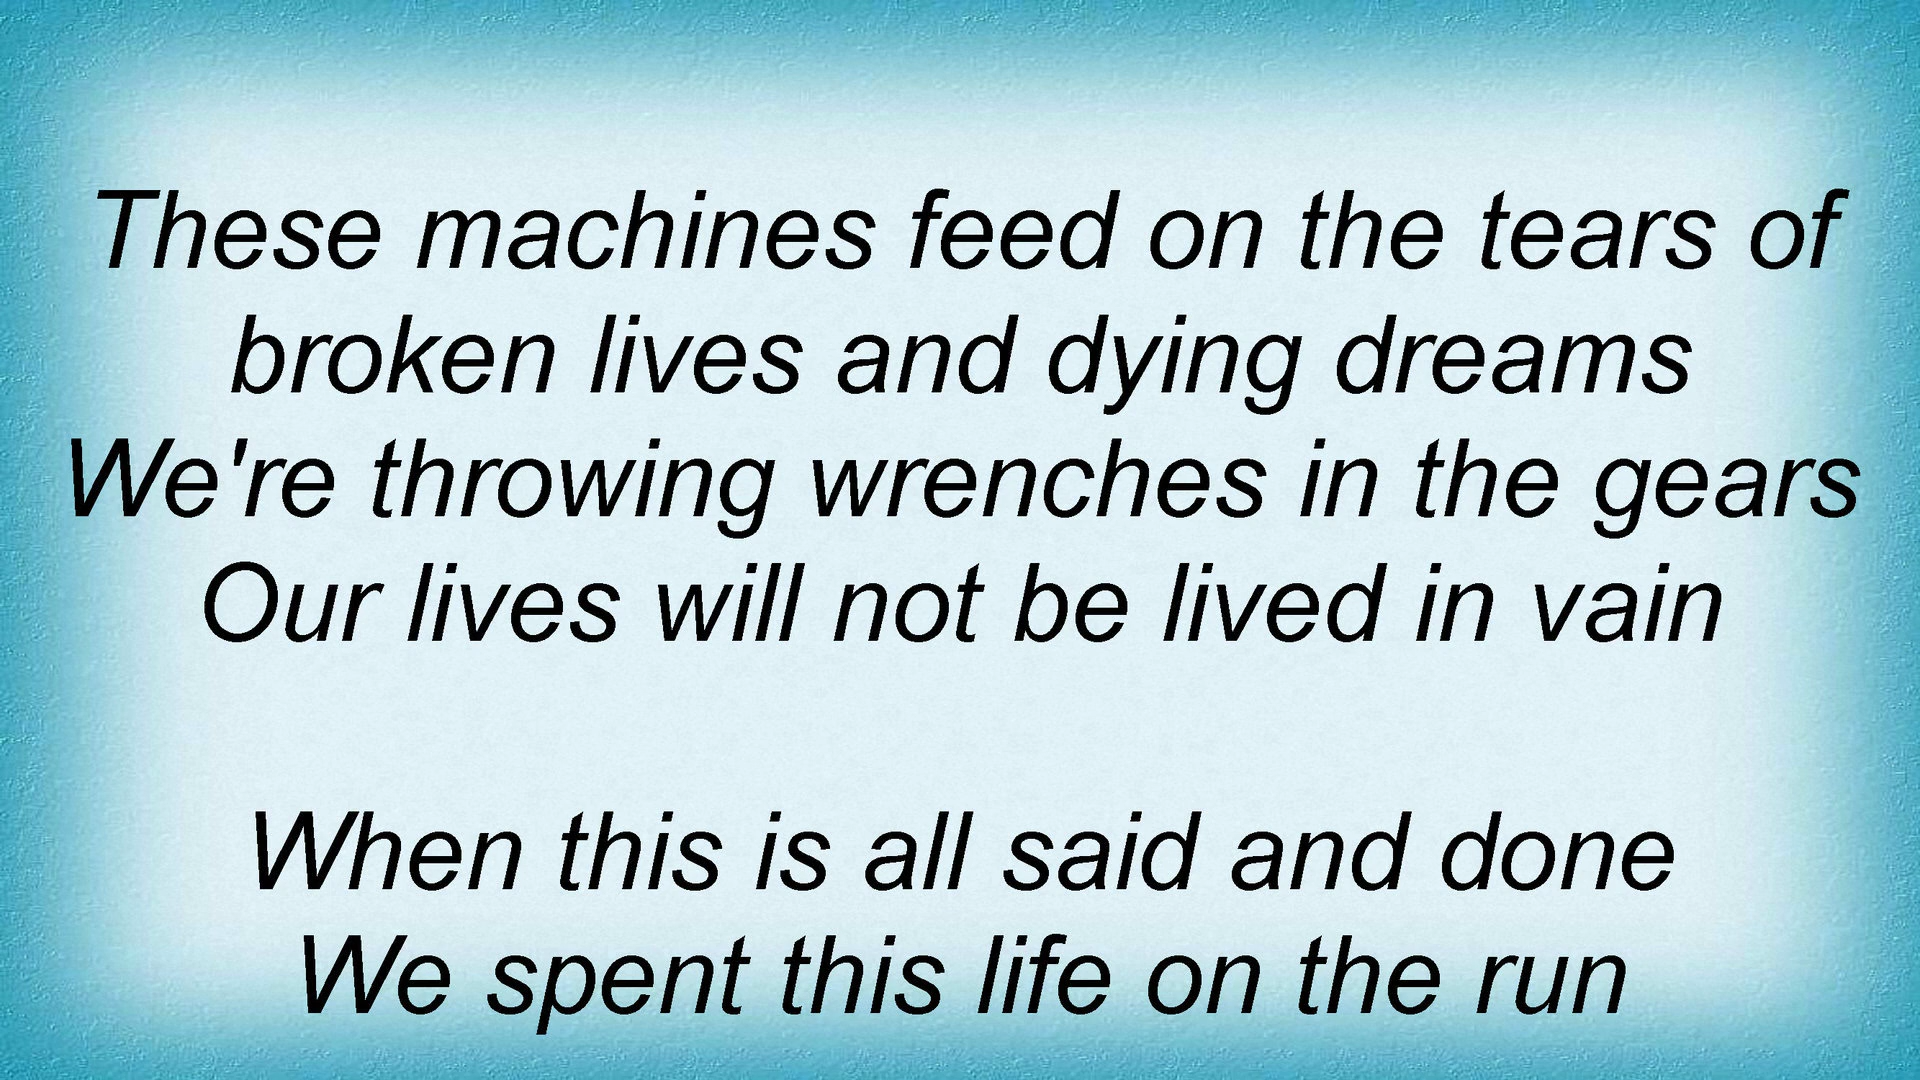 These machines feed on the tears of
broken lives and dying dreams
We're throwing wrenches in the gears
Our lives will not be lived in vain
When this is all said and done
We spent this life on the run